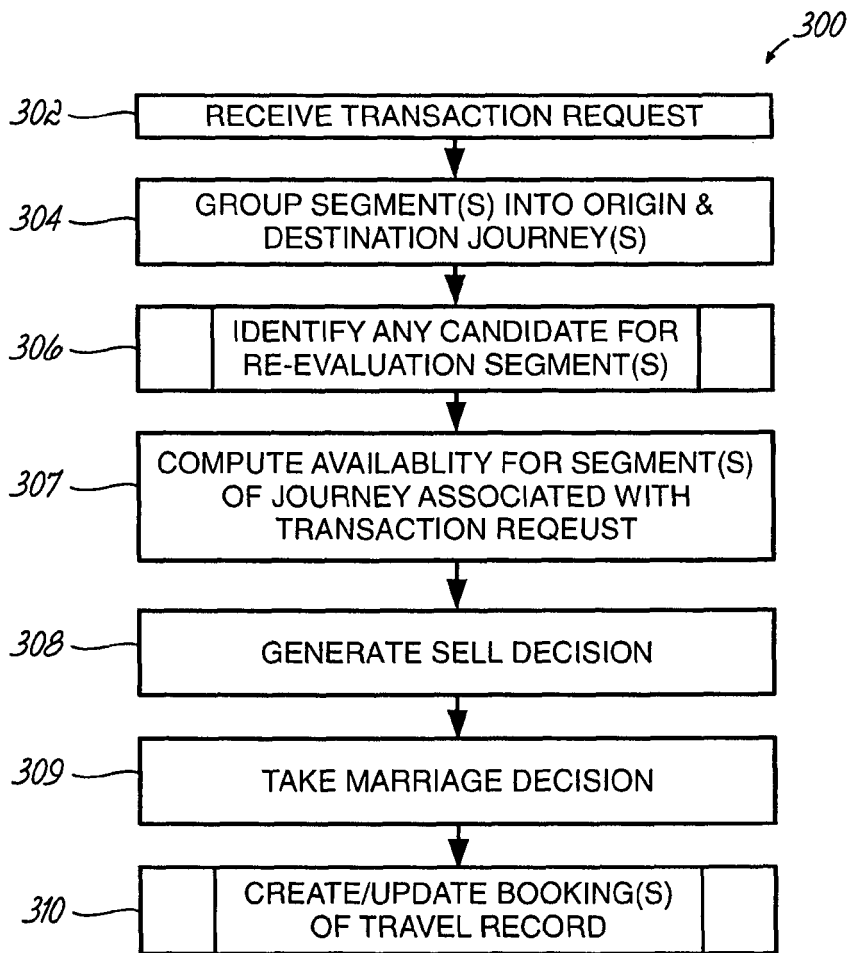 300
302
RECEIVE TRANSACTION REQUEST
304
GROUP SEGMENT(S) INTO ORIGIN &
DESTINATION JOURNEY(S)
306
IDENTIFY ANY CANDIDATE FOR
RE-EVALUATION SEGMENT(S)
307
COMPUTE AVAILABLITY FOR SEGMENT(S)
OF JOURNEY ASSOCIATED WITH
TRANSACTION REQEUST
308
GENERATE SELL DECISION
309
TAKE MARRIAGE DECISION
310
CREATE/UPDATE BOOKING(S)
OF TRAVEL RECORD